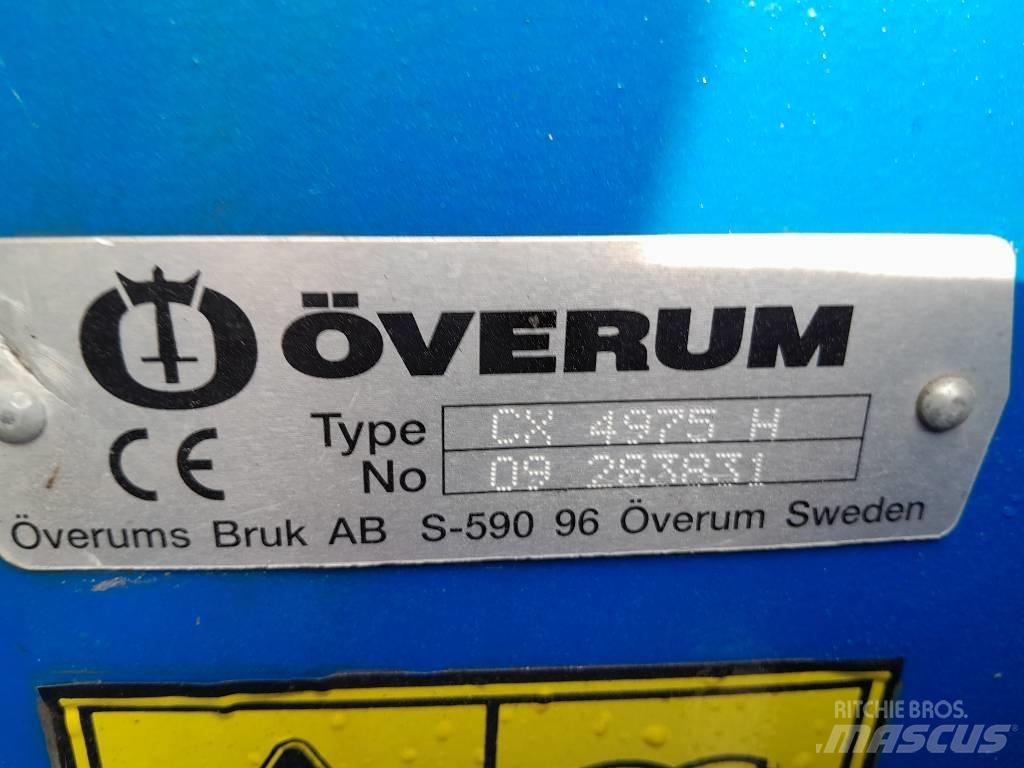 ÖVERUM
Type CX 4975 H
No 09 283831
CE
Överums Bruk AB S-590 96 Överum Sweden
RITCHIE BROS.
MASCUS